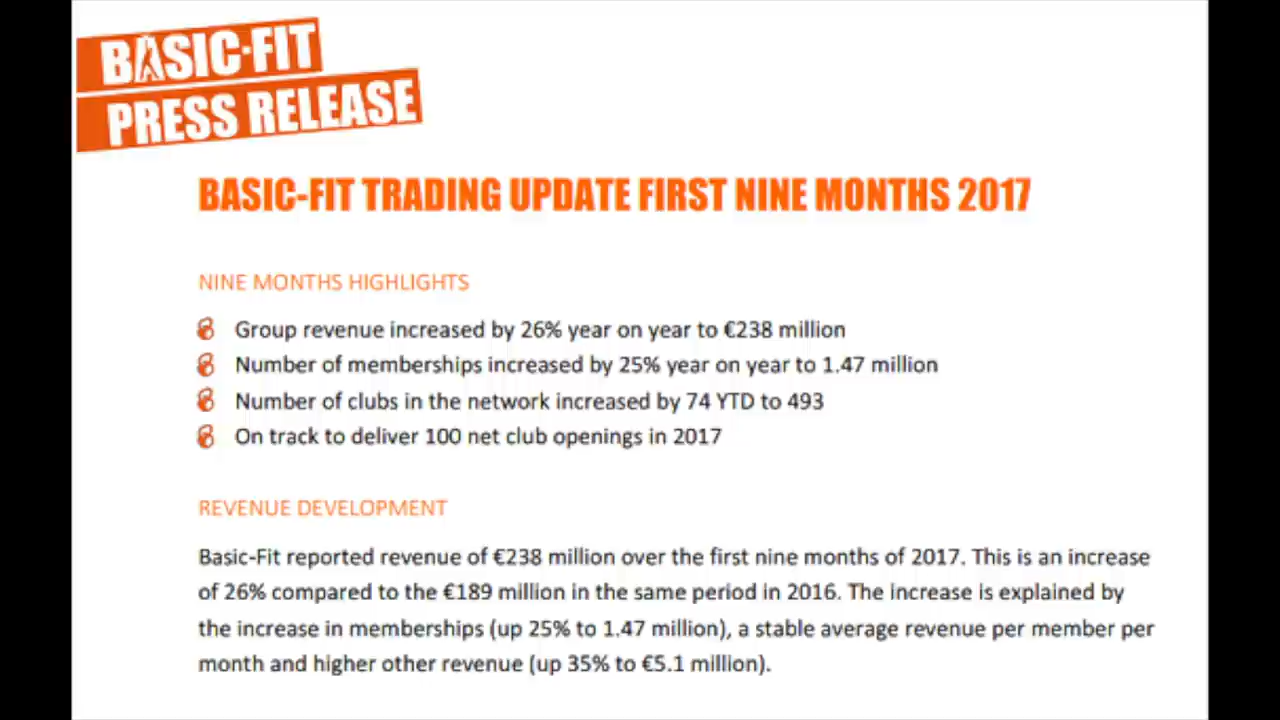 BASIC-FIT
PRESS RELEASE
BASIC-FIT TRADING UPDATE FIRST NINE MONTHS 2017
NINE MONTHS HIGHLIGHTS
Group revenue increased by 26% year on year to €238 million
Number of memberships increased by 25% year on year to 1.47 million
Number of clubs in the network increased by 74 YTD to 493
On track to deliver 100 net club openings in 2017
REVENUE DEVELOPMENT
Basic-Fit reported revenue of €238 million over the first nine months of 2017. This is an increase
of 26% compared to the €189 million in the same period in 2016. The increase is explained by
the increase in memberships (up 25% to 1.47 million), a stable average revenue per member per
month and higher other revenue (up 35% to €5.1 million).